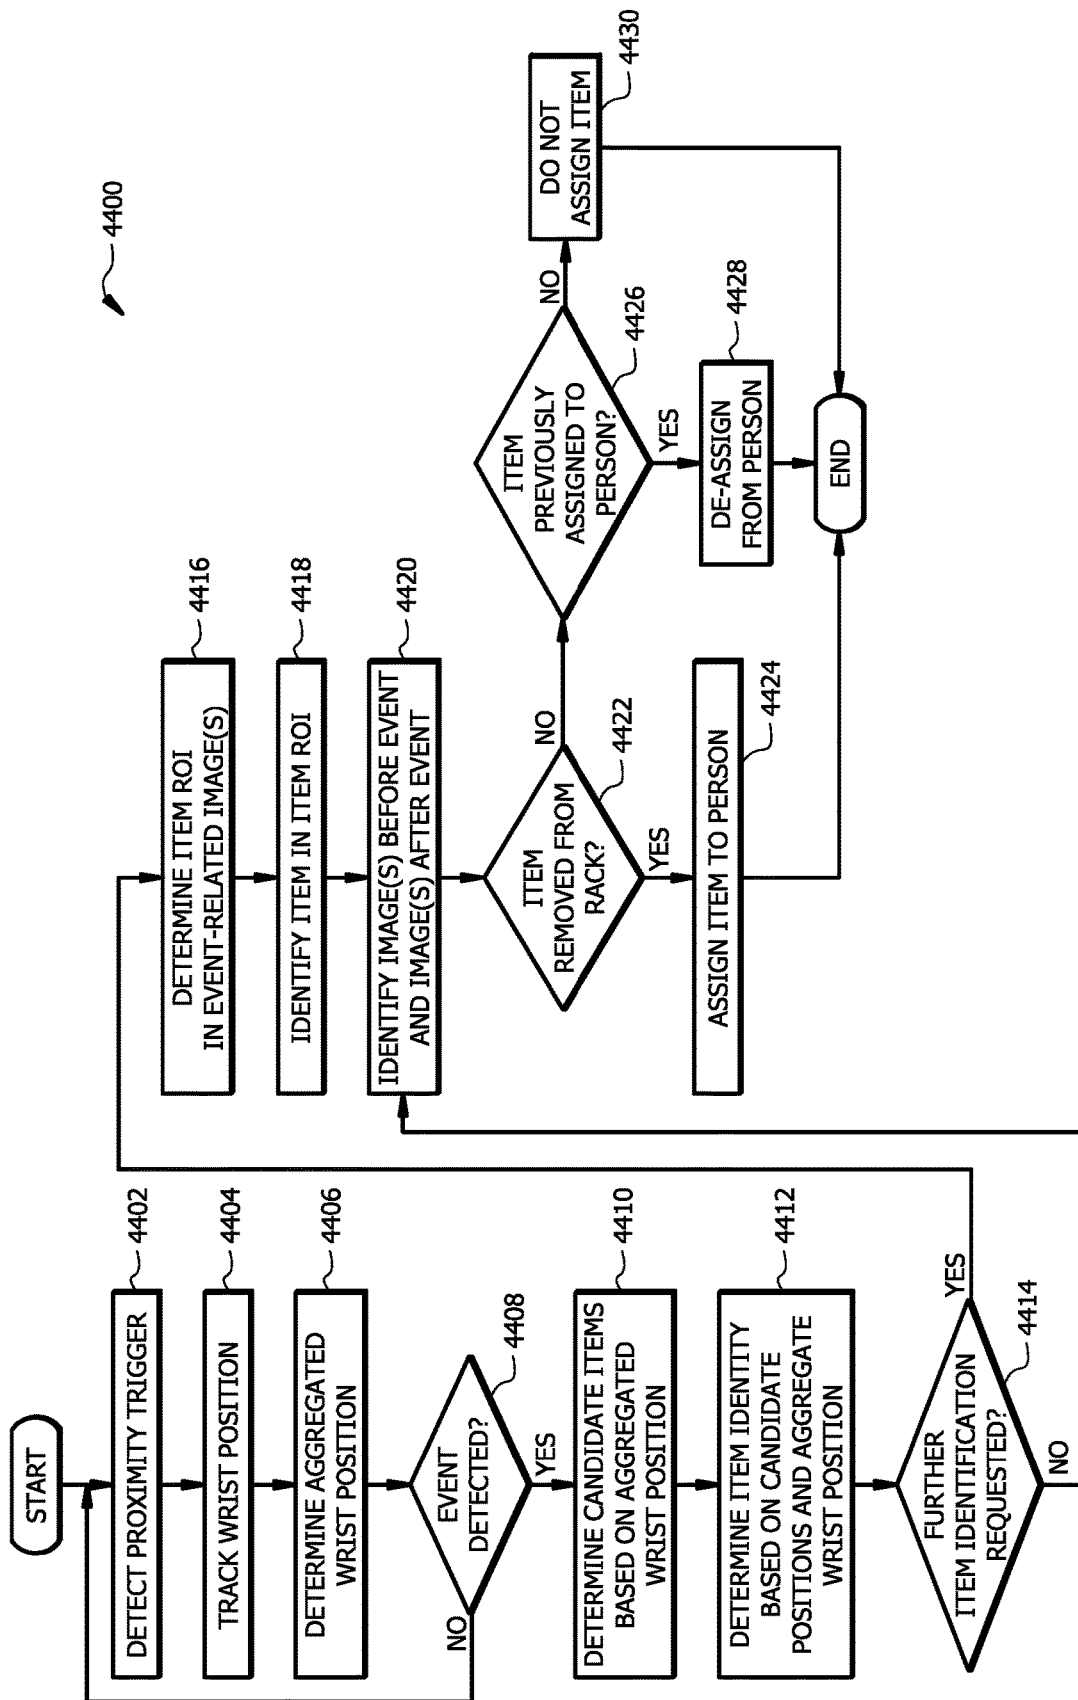 4400
START
DETECT PROXIMITY TRIGGER
4402
TRACK WRIST POSITION
4404
DETERMINE AGGREGATED
WRIST POSITION
4406
EVENT
DETECTED?
4408
NO
YES
DETERMINE CANDIDATE ITEMS
BASED ON AGGREGATED
WRIST POSITION
4410
DETERMINE ITEM IDENTITY
BASED ON CANDIDATE
POSITIONS AND AGGREGATE
WRIST POSITION
4412
FURTHER
ITEM IDENTIFICATION
REQUESTED?
4414
YES
NO
DETERMINE ITEM ROI
IN EVENT-RELATED IMAGE(S)
4416
IDENTIFY ITEM IN ITEM ROI
4418
IDENTIFY IMAGE(S) BEFORE EVENT
AND IMAGE(S) AFTER EVENT
4420
ITEM
REMOVED FROM
RACK?
4422
NO
YES
ASSIGN ITEM TO PERSON
4424
ITEM
PREVIOUSLY
ASSIGNED TO
PERSON?
4426
NO
YES
DE-ASSIGN
FROM PERSON
4428
DO NOT
ASSIGN ITEM
4430
END